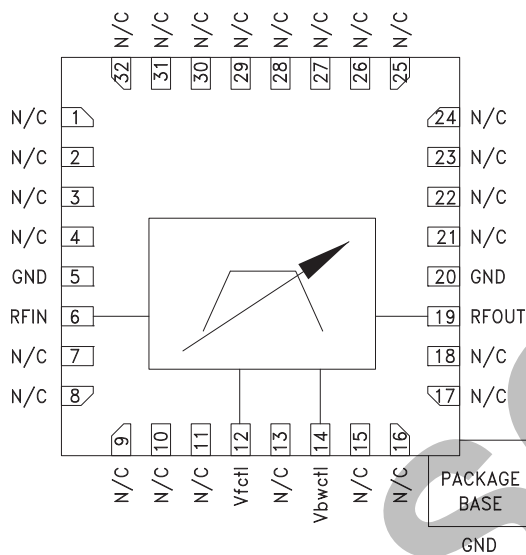 N/C N/C N/C N/C N/C N/C N/C N/C
32 31 30 29 28 27 26 25
N/C 1
N/C 2
N/C 3
N/C 4
GND 5
RFIN 6
N/C 7
N/C 8
24 N/C
23 N/C
22 N/C
21 N/C
20 GND
19 RFOUT
18 N/C
17 N/C
9 10 11 12 13 14 15 16
N/C N/C N/C Vfctl N/C Vbwctl N/C N/C
PACKAGE
BASE
GND